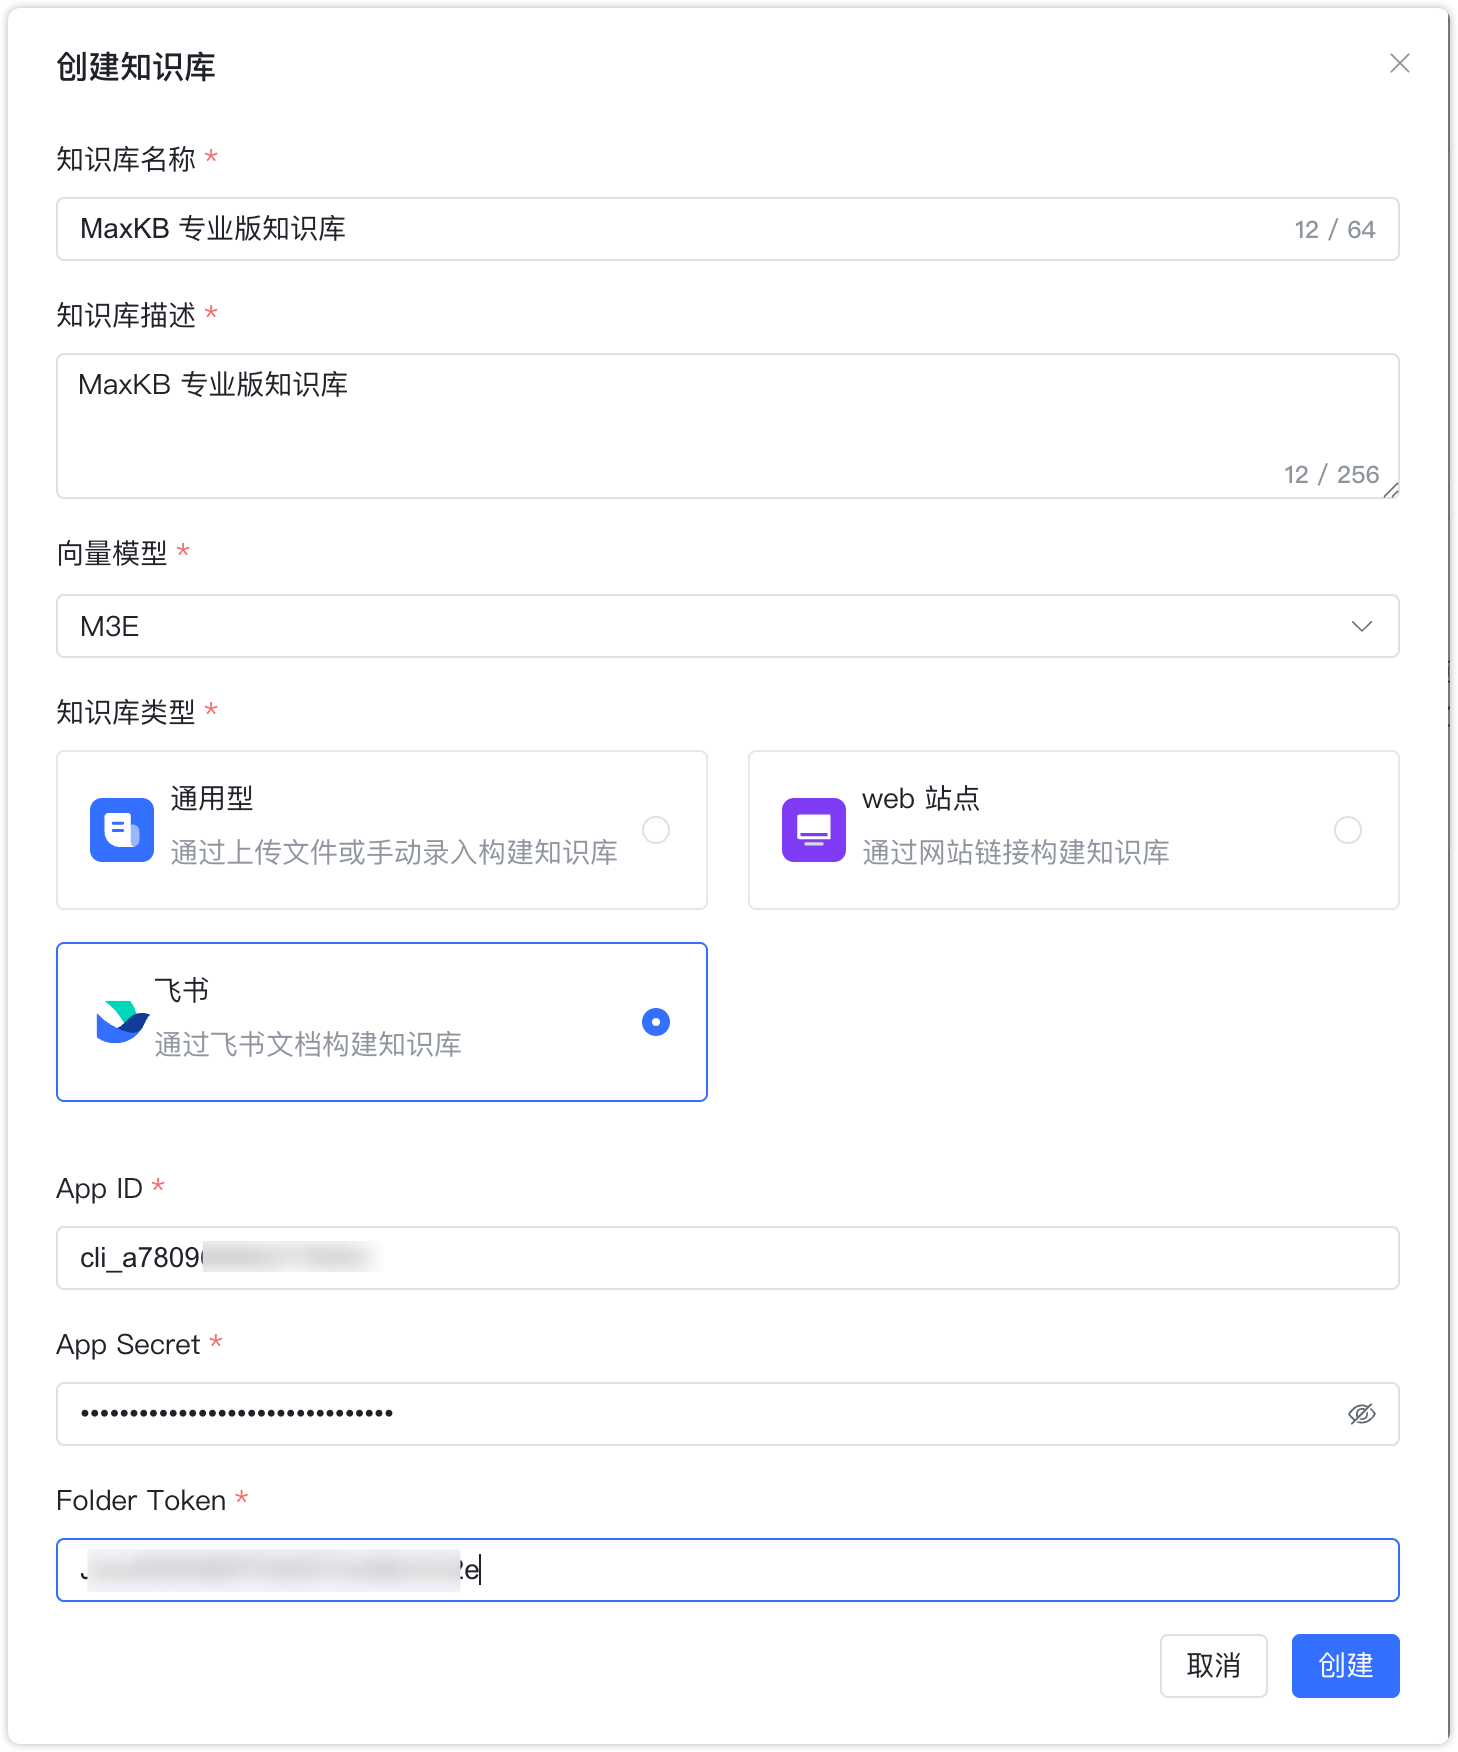 创建知识库
知识库名称 *
MaxKB 专业版知识库
12 / 64
知识库描述 *
MaxKB 专业版知识库
12 / 256
向量模型 *
M3E
知识库类型 *
通用型
通过上传文件或手动录入构建知识库
web 站点
通过网站链接构建知识库
飞书
通过飞书文档构建知识库
App ID *
cli_a7809
App Secret *
••••••••••••••••••••••••••••••••
Folder Token *
取消
创建